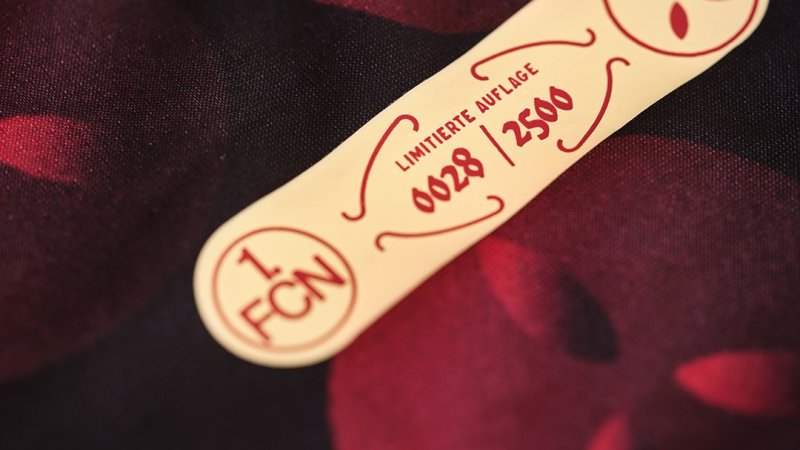 LIMITIERTE AUFLAGE
0028 | 2500
1.
FCN